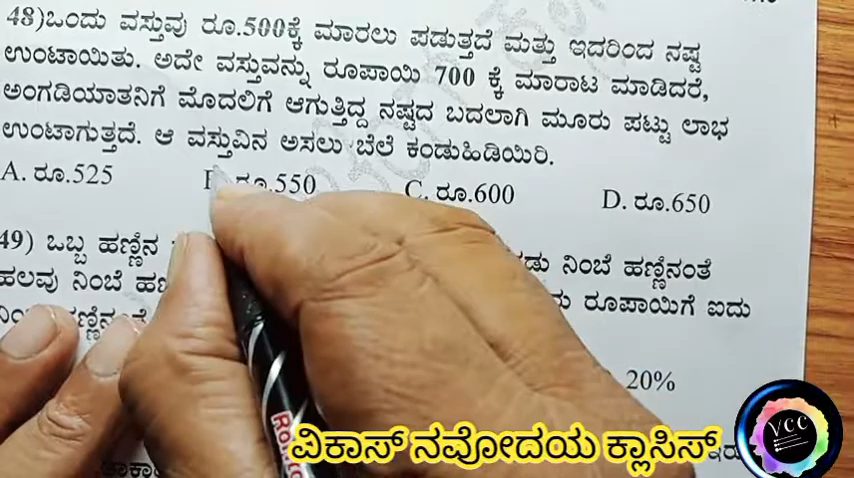 48)ಒಂದು ವಸ್ತುವು ರೂ.500ಕ್ಕೆ ಮಾರಲು ಪಡುತ್ತದೆ ಮತ್ತು ಇದರಿಂದ ನಷ್ಟ
ಉಂಟಾಯಿತು. ಅದೇ ವಸ್ತುವನ್ನು ರೂಪಾಯಿ 700 ಕ್ಕೆ ಮಾರಾಟ ಮಾಡಿದರೆ,
ಅಂಗಡಿಯಾತನಿಗೆ ಮೊದಲಿಗೆ ಆಗುತ್ತಿದ್ದ ನಷ್ಟದ ಬದಲಾಗಿ ಮೂರು ಪಟ್ಟು ಲಾಭ
ಉಂಟಾಗುತ್ತದೆ. ಆ ವಸ್ತುವಿನ ಅಸಲು ಬೆಲೆ ಕಂಡುಹಿಡಿಯಿರಿ.
A. ರೂ.525 ರೂ.550 C. ರೂ.600 D. ರೂ.650
49) ಒಬ್ಬ ಹಣ್ಣಿನ ನಿಂಬೆ ಹಣ್ಣಿನಂತೆ
ಹಲವು ನಿಂಬೆ ರೂಪಾಯಿಗೆ ಐದು
20%
ವಿಕಾಸ್ ನವೋದಯ ಕ್ಲಾಸಿಸ್
VCC